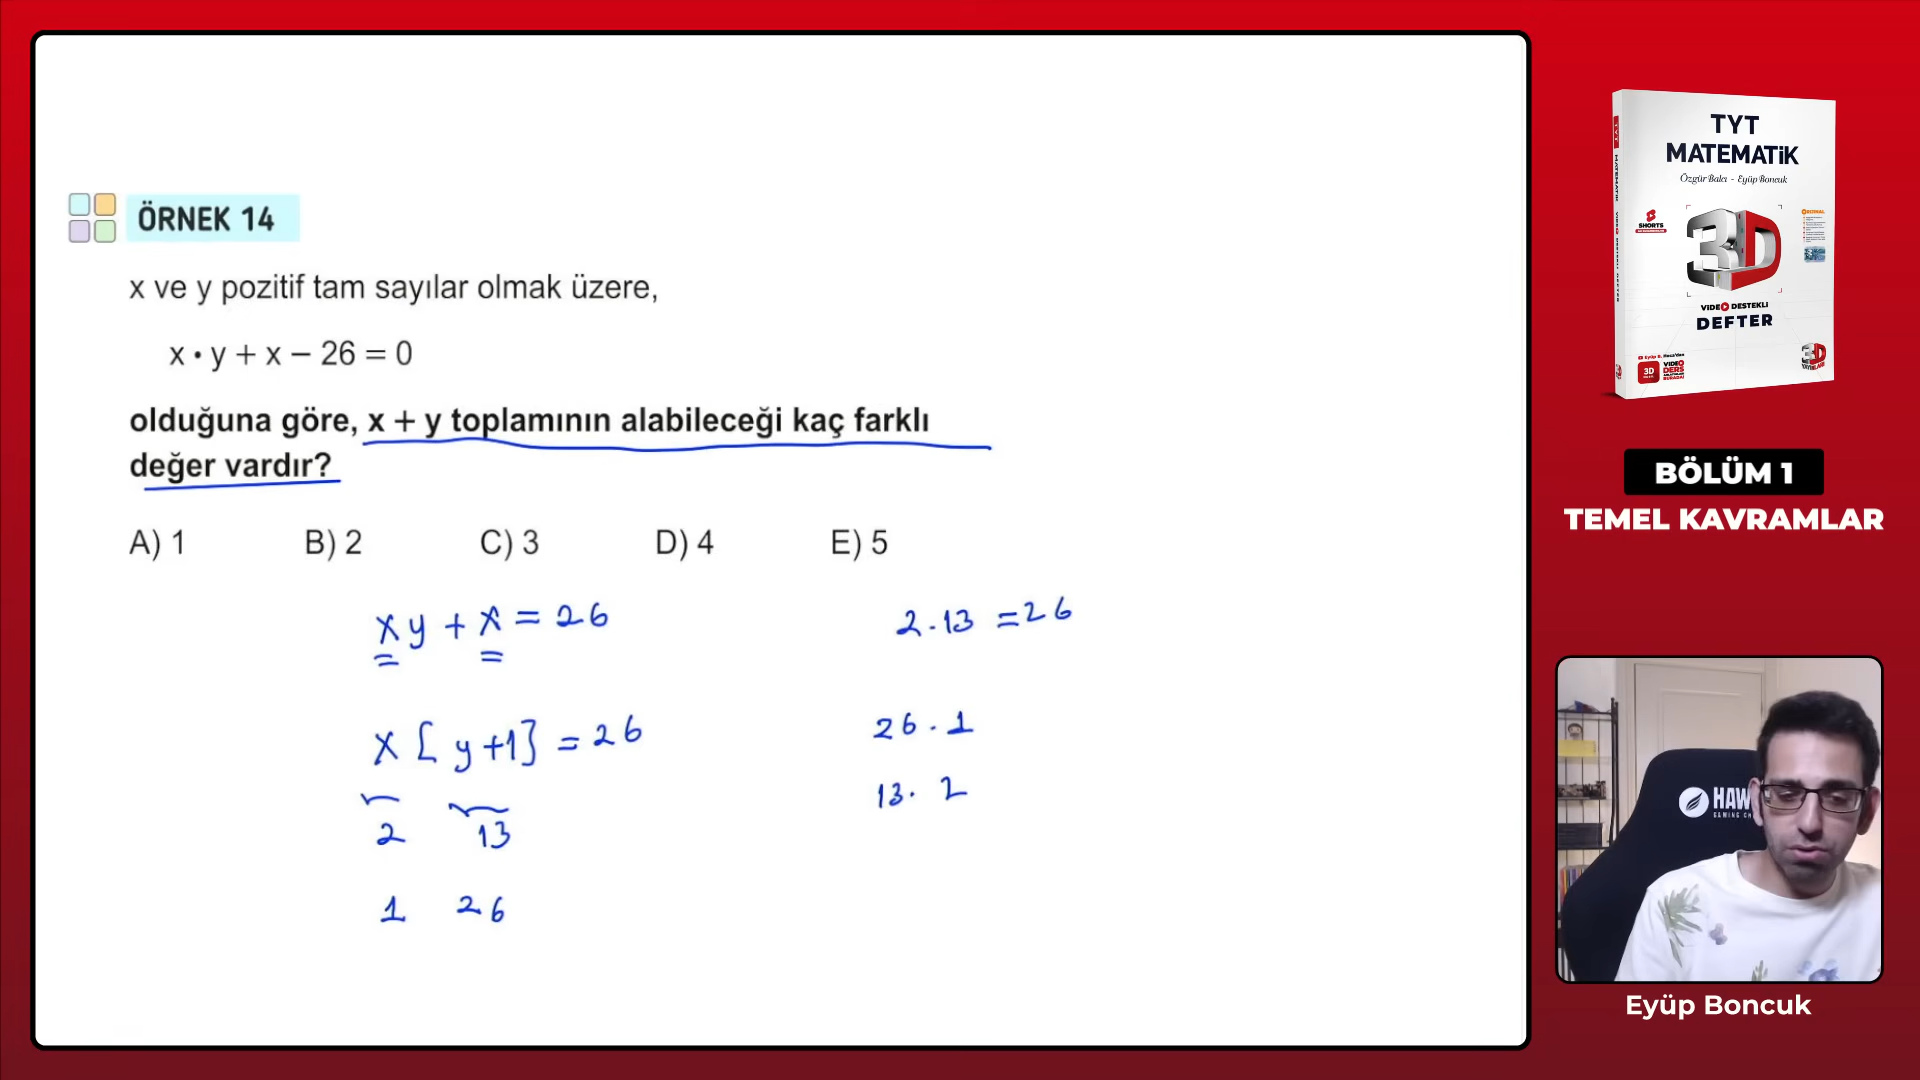 ÖRNEK 14
x ve y pozitif tam sayılar olmak üzere,
x • y + x − 26 = 0
olduğuna göre, x + y toplamının alabileceği kaç farklı
değer vardır?
A) 1 B) 2 C) 3 D) 4 E) 5
xy + x = 26
x [y+1] = 26
2 13
1 26
2.13 = 26
26.1
13.2
TYT
MATEMATİK
Özgür Balcı - Eyüp Boncuk
SHORTS
3D
VIDEO DESTEKLİ
DEFTER
BÖLÜM 1
TEMEL KAVRAMLAR
HAW
Eyüp Boncuk